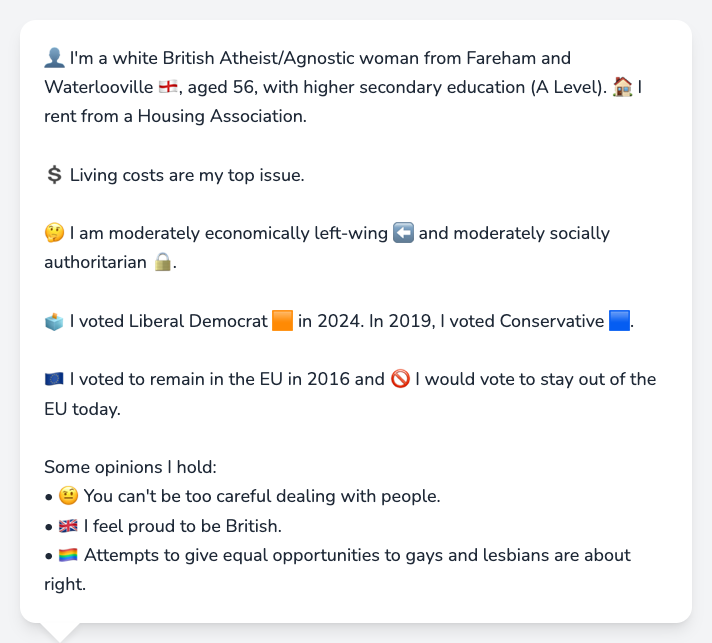 👤 I'm a white British Atheist/Agnostic woman from Fareham and
Waterlooville 🏴󠁧󠁢󠁥󠁮󠁧󠁿, aged 56, with higher secondary education (A Level). 🏠 I
rent from a Housing Association.
💲 Living costs are my top issue.
🤔 I am moderately economically left-wing ⬅️ and moderately socially
authoritarian 🔒.
🗳️ I voted Liberal Democrat 🟧 in 2024. In 2019, I voted Conservative 🟦.
🇪🇺 I voted to remain in the EU in 2016 and 🚫 I would vote to stay out of the
EU today.
Some opinions I hold:
• 🤨 You can't be too careful dealing with people.
• 🇬🇧 I feel proud to be British.
• 🏳️‍🌈 Attempts to give equal opportunities to gays and lesbians are about
right.